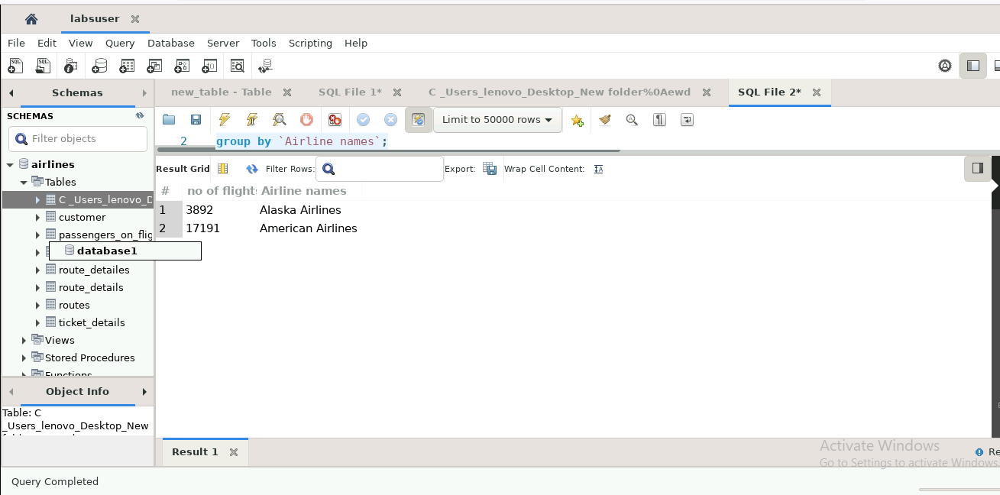 labsuser
File Edit View Query Database Server Tools Scripting Help
Schemas
new_table - Table
SQL File 1*
C _Users_lenovo_Desktop_New folder%0Aewd
SQL File 2*
SCHEMAS
Filter objects
Limit to 50000 rows
2 group by `Airline names`;
airlines
Tables
C _Users_lenovo_D
customer
passengers_on_flig
database1
route_detailes
route_details
routes
ticket_details
Views
Stored Procedures
Functions
Result Grid
Filter Rows:
Export:
Wrap Cell Content:
# no of flight Airline names
1 3892 Alaska Airlines
2 17191 American Airlines
Object Info
Table: C
_Users_lenovo_Desktop_New
Result 1
Activate Windows
Go to Settings to activate Windows.
Re
Query Completed